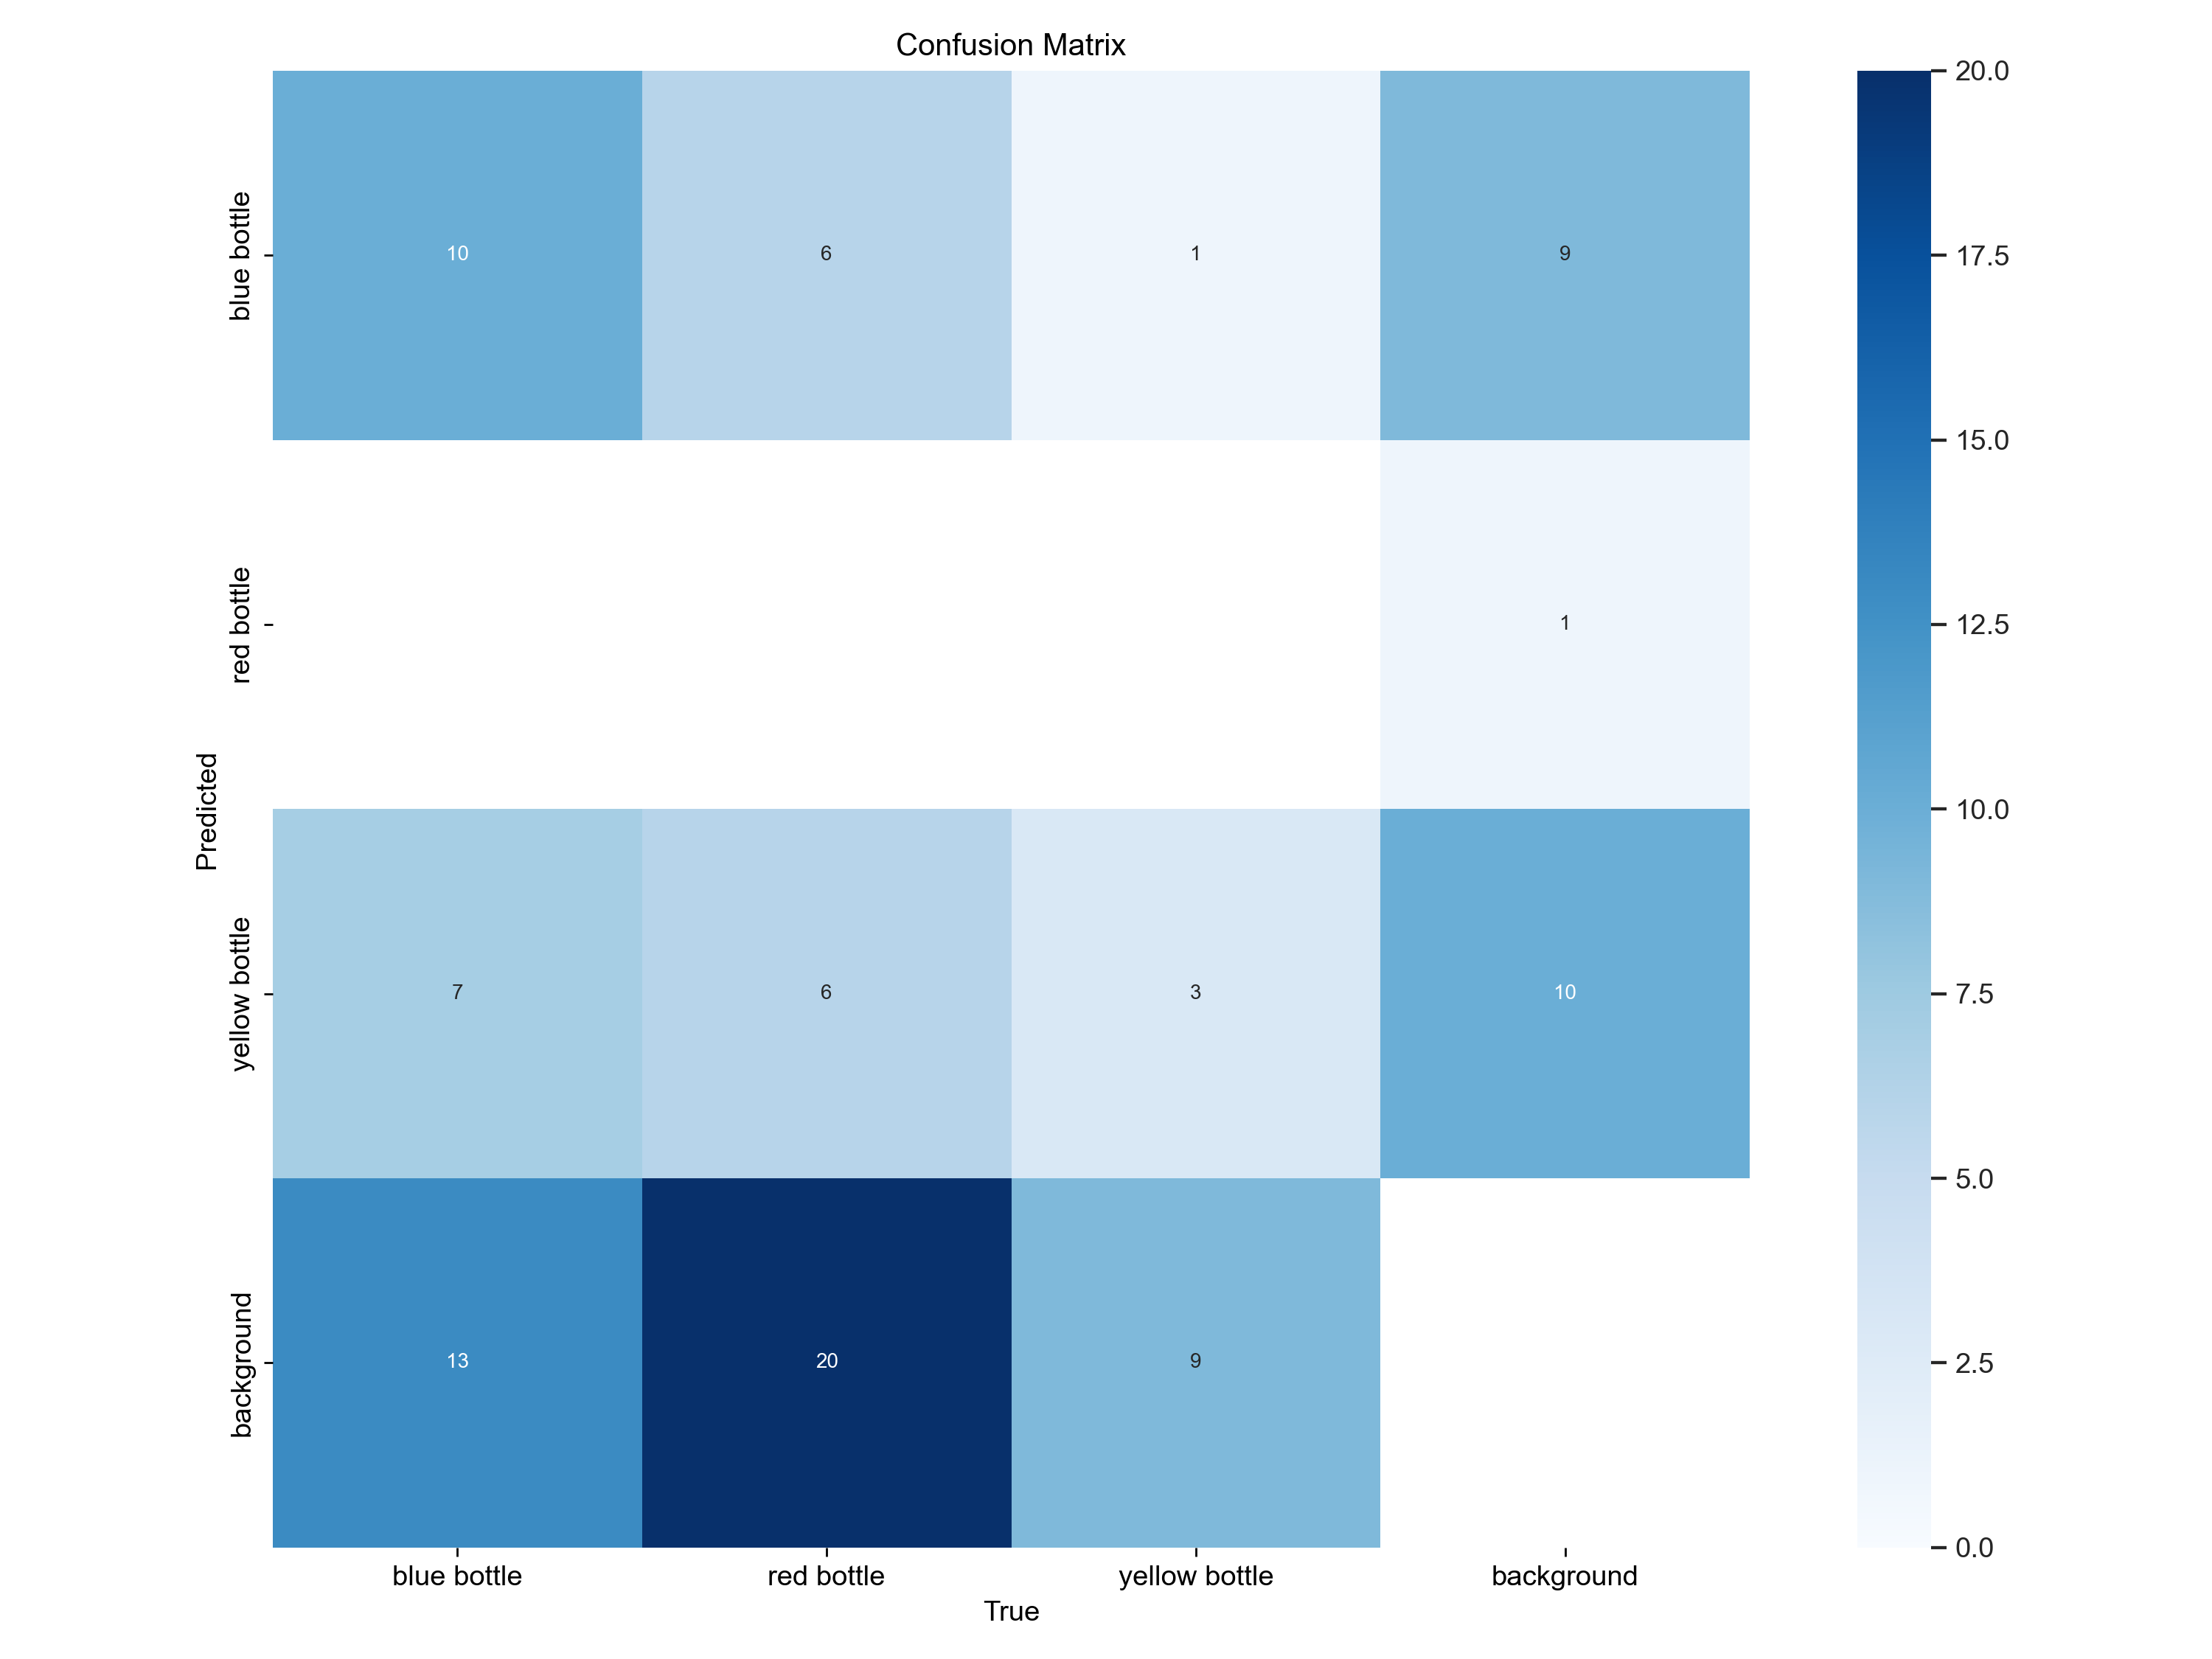 Confusion Matrix
blue bottle
10
6
1
9
red bottle
1
yellow bottle
7
6
3
10
background
13
20
9
Predicted
blue bottle
red bottle
yellow bottle
background
True
20.0
17.5
15.0
12.5
10.0
7.5
5.0
2.5
0.0